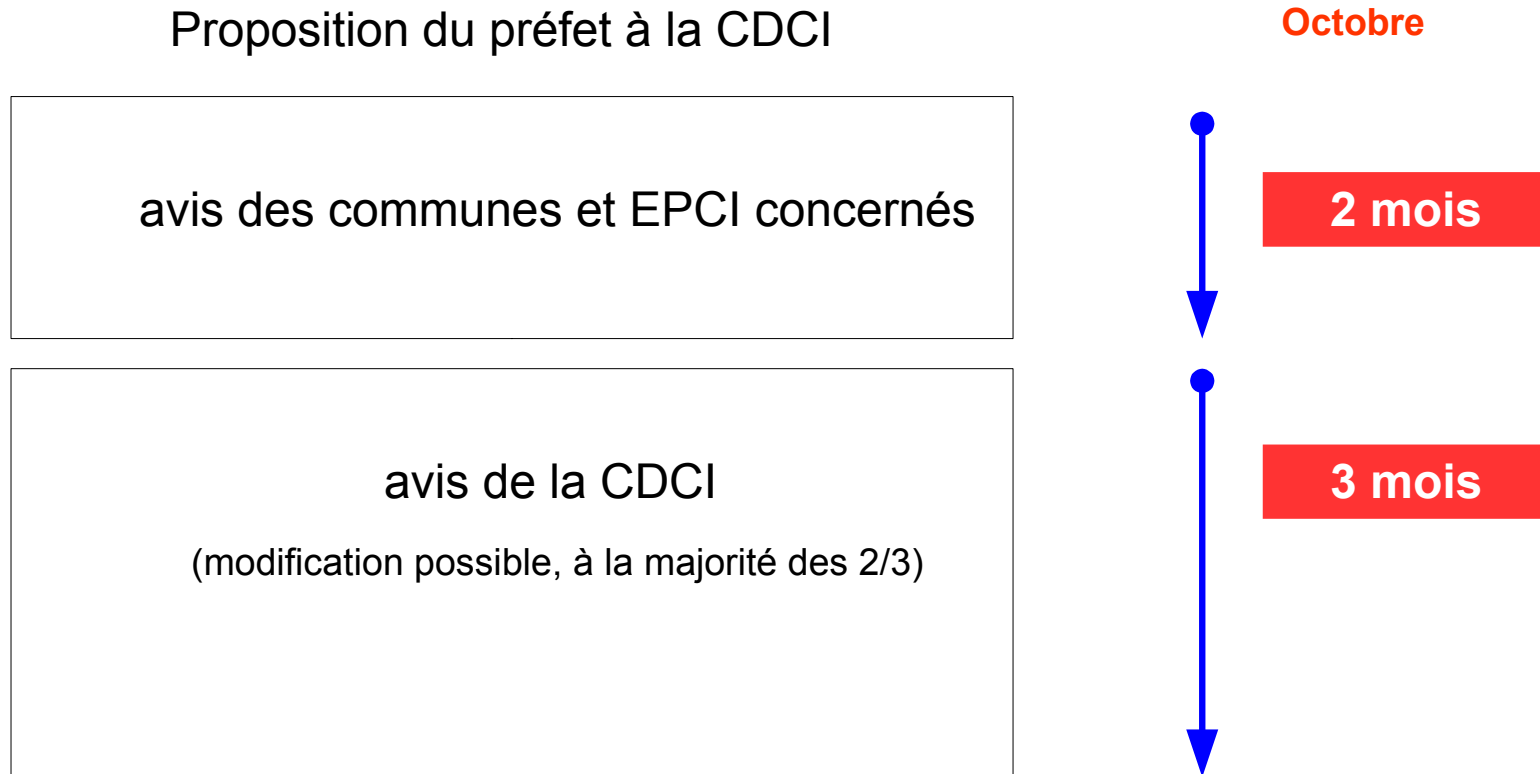 Proposition du préfet à la CDCI
Octobre
avis des communes et EPCI concernés
2 mois
avis de la CDCI
3 mois
(modification possible, à la majorité des 2/3)